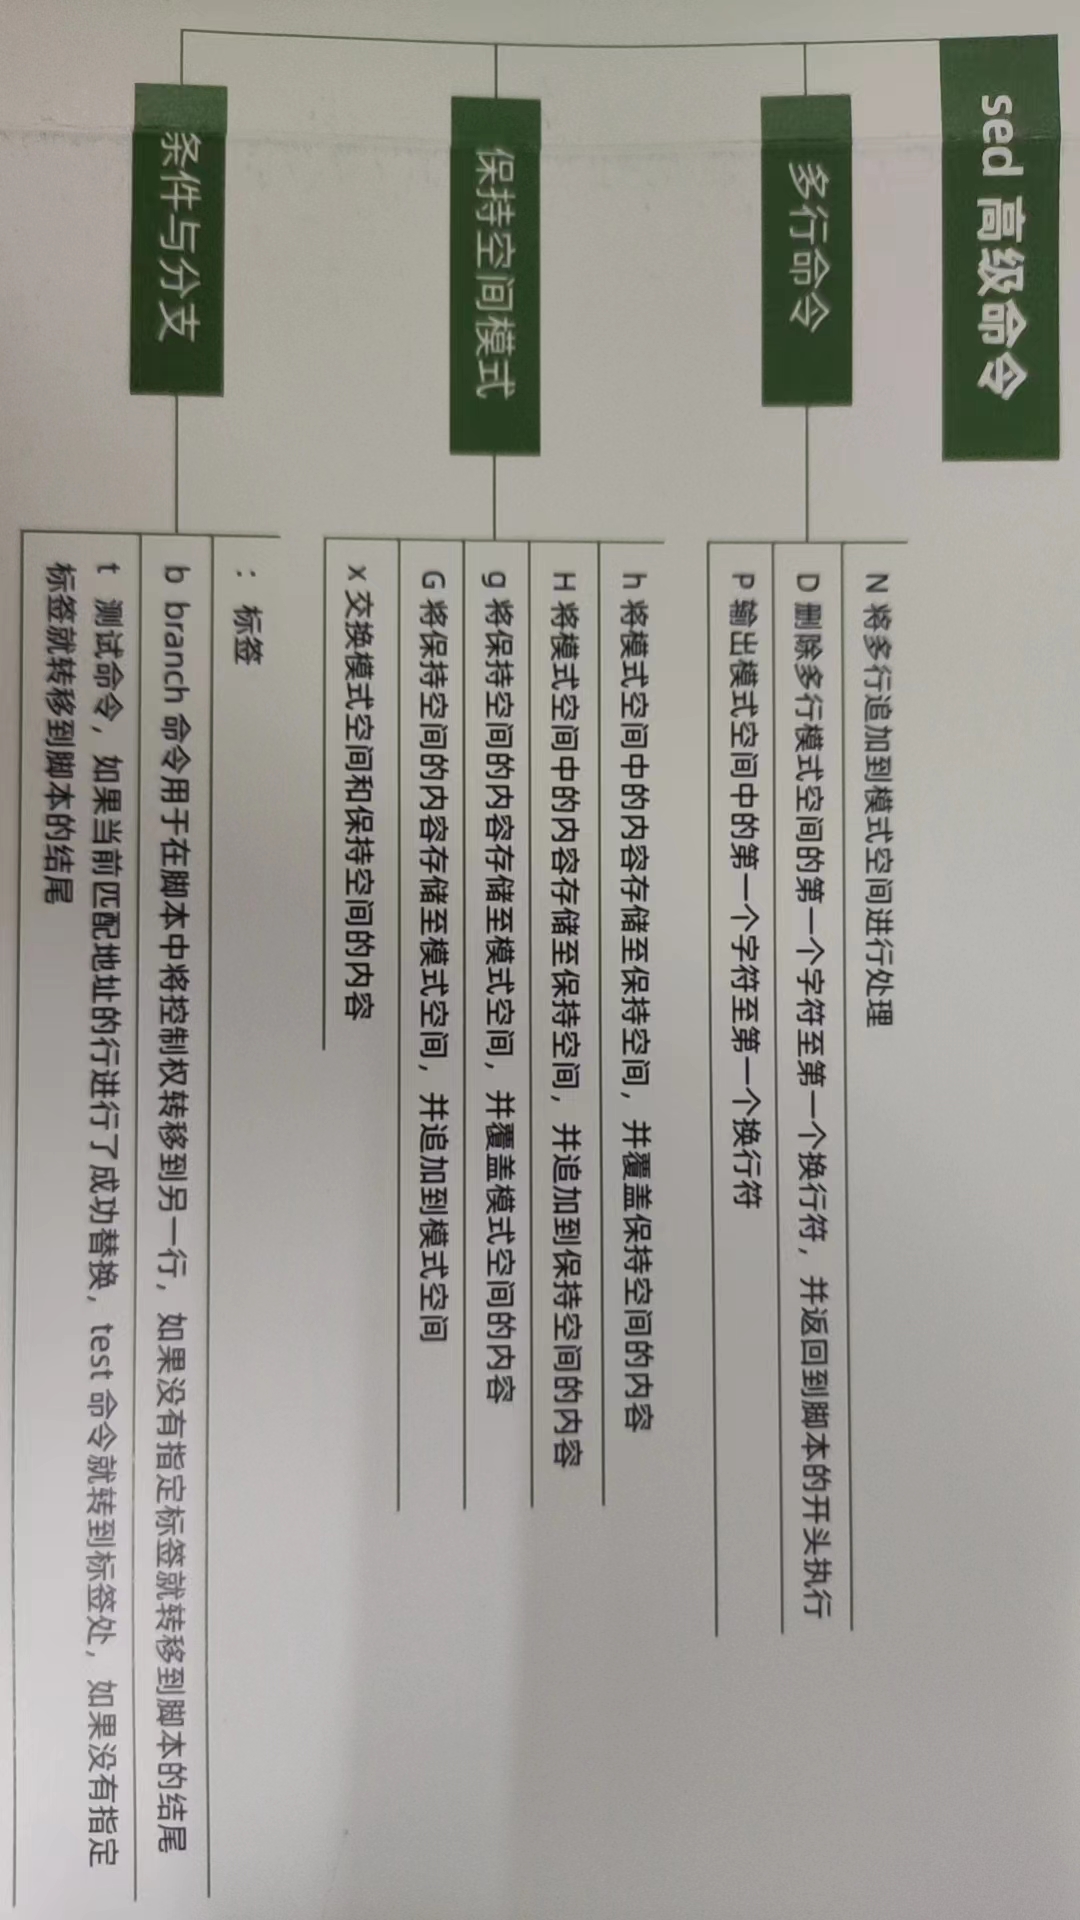 sed 高级命令
多行命令
N 将多行追加到模式空间进行处理
D 删除多行模式空间的第一个字符至第一个换行符，并返回到脚本的开头执行
P 输出模式空间中的第一个字符至第一个换行符
保持空间模式
h 将模式空间中的内容存储至保持空间，并覆盖保持空间的内容
H 将模式空间中的内容存储至保持空间，并追加到保持空间的内容
g 将保持空间的内容存储至模式空间，并覆盖模式空间的内容
G 将保持空间的内容存储至模式空间，并追加到模式空间
x 交换模式空间和保持空间的内容
条件与分支
： 标签
b branch 命令用于在脚本中将控制权转移到另一行，如果没有指定标签就转移到脚本的结尾
t 测试命令，如果当前匹配地址的行进行了成功替换，test 命令就转到标签处，如果没有指定
标签就转移到脚本的结尾